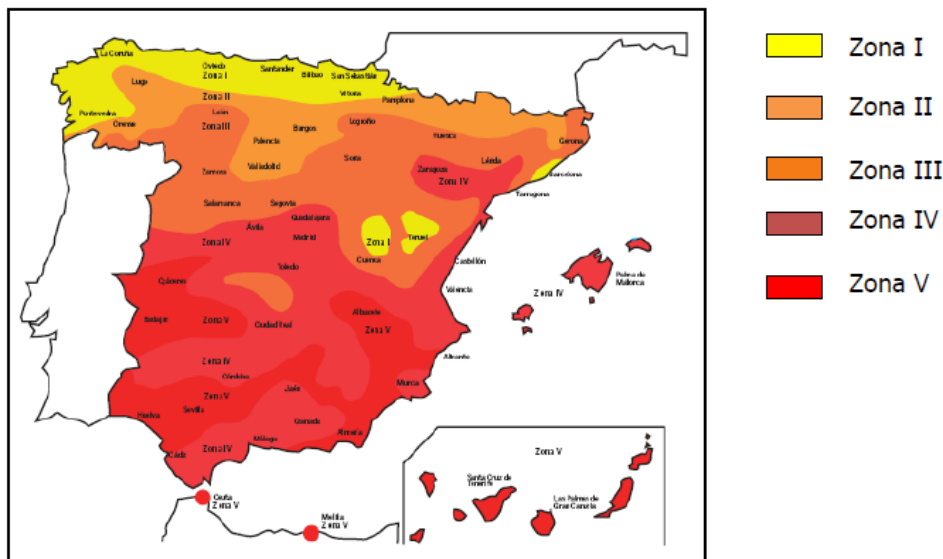 La Coruña
Oviedo
Zona I
Santander
Bilbao
San Sebastián
Vitoria
Lugo
Zona II
Pamplona
Pontevedra
Orense
León
Zona III
Burgos
Logroño
Huesca
Gerona
Palencia
Valladolid
Soria
Zamora
Zaragoza
Lérida
Zona IV
Barcelona
Tarragona
Salamanca
Segovia
Guadalajara
Ávila
Madrid
Zona IV
Zona I
Teruel
Cuenca
Toledo
Castellón
Palma de
Mallorca
Cáceres
Valencia
Zona IV
Badajoz
Zona V
Ciudad Real
Albacete
Zona V
Alicante
Zona IV
Córdoba
Jaén
Murcia
Zona V
Sevilla
Huelva
Granada
Almería
Málaga
Cádiz
Zona IV
Ceuta
Zona V
Melilla
Zona V
Zona V
Santa Cruz de
Tenerife
Las Palmas de
Gran Canaria
Zona I
Zona II
Zona III
Zona IV
Zona V